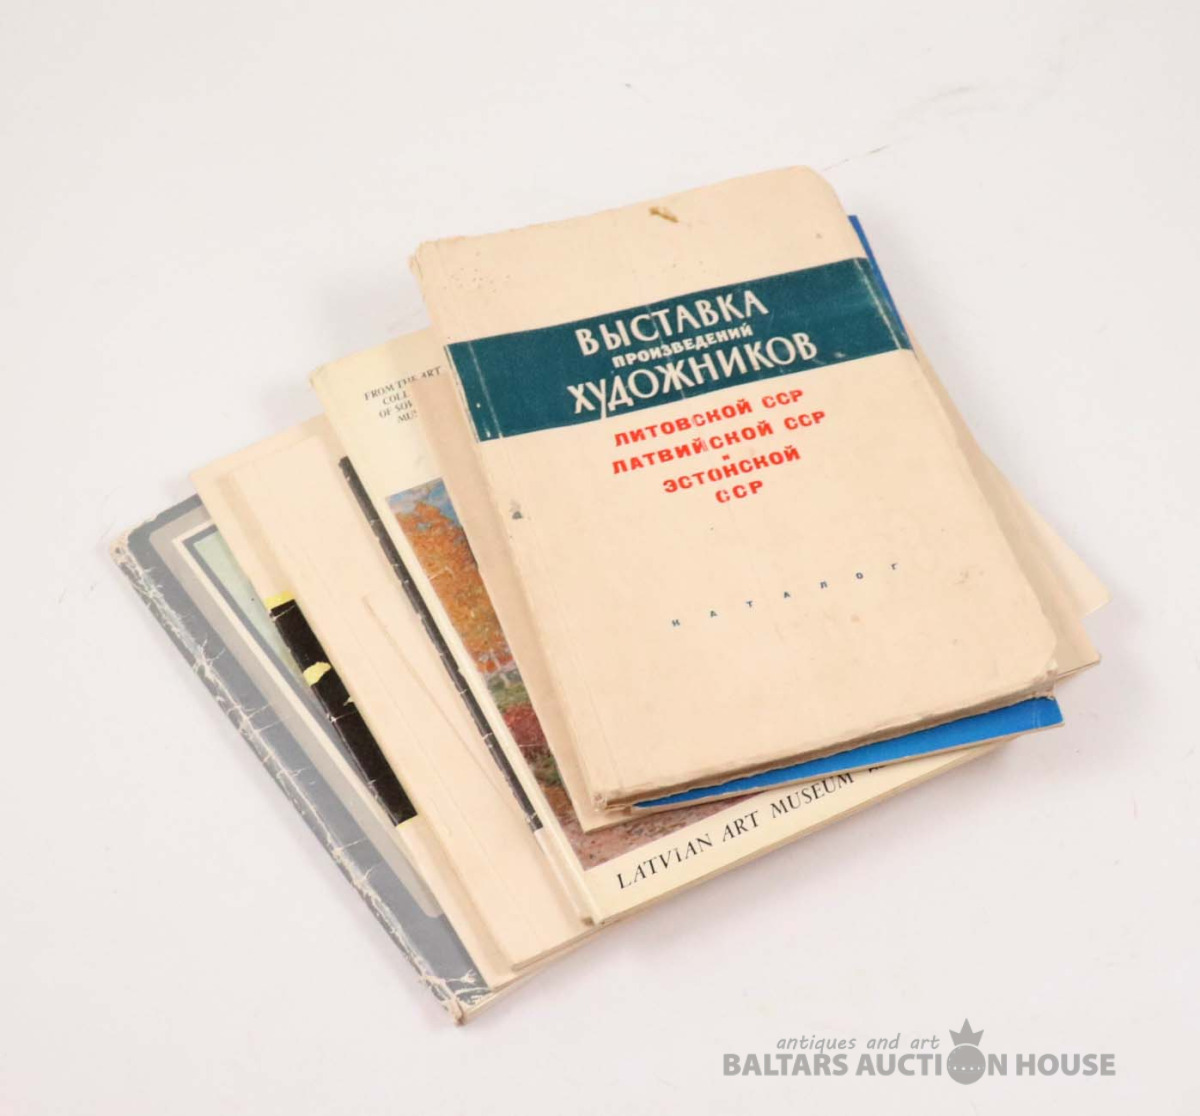 ВЫСТАВКА
ПРОИЗВЕДЕНИЙ
ХУДОЖНИКОВ
ЛИТОВСКОЙ ССР
ЛАТВИЙСКОЙ ССР
И
ЭСТОНСКОЙ
ССР
КАТАЛОГ
FROM THE ART
OF
LATVIAN ART MUSEUM
antiques and art
BALTARS AUCTION HOUSE